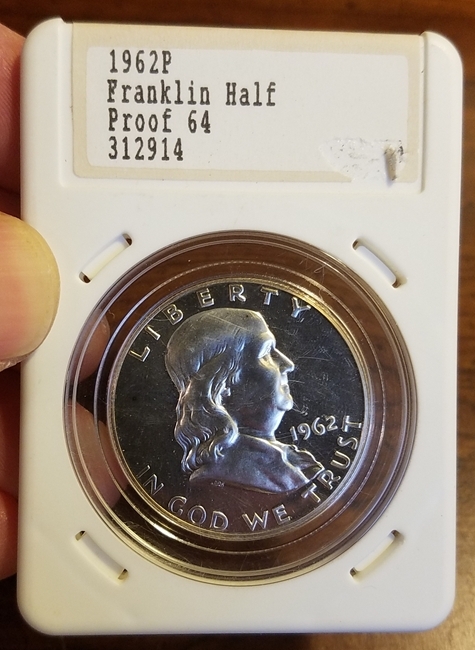 1962P
Franklin Half
Proof 64
312914
LIBERTY
1962
IN GOD WE TRUST